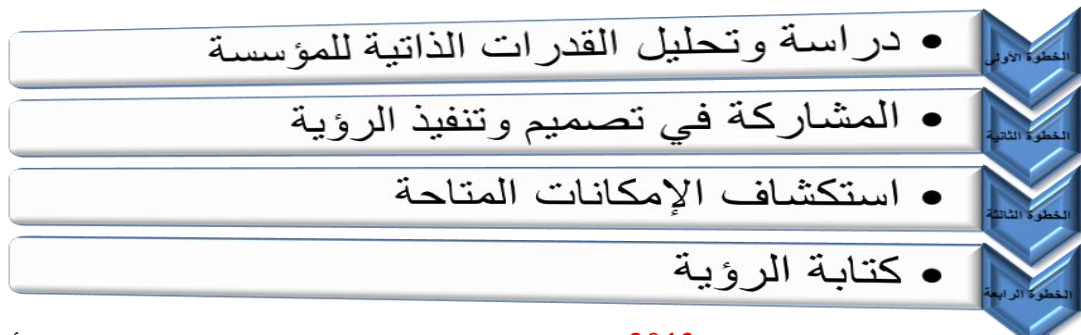 الخطوة الأولى
• دراسة وتحليل القدرات الذاتية للمؤسسة
الخطوة الثانية
• المشاركة في تصميم وتنفيذ الرؤية
الخطوة الثالثة
• استكشاف الإمكانات المتاحة
الخطوة الرابعة
• كتابة الرؤية